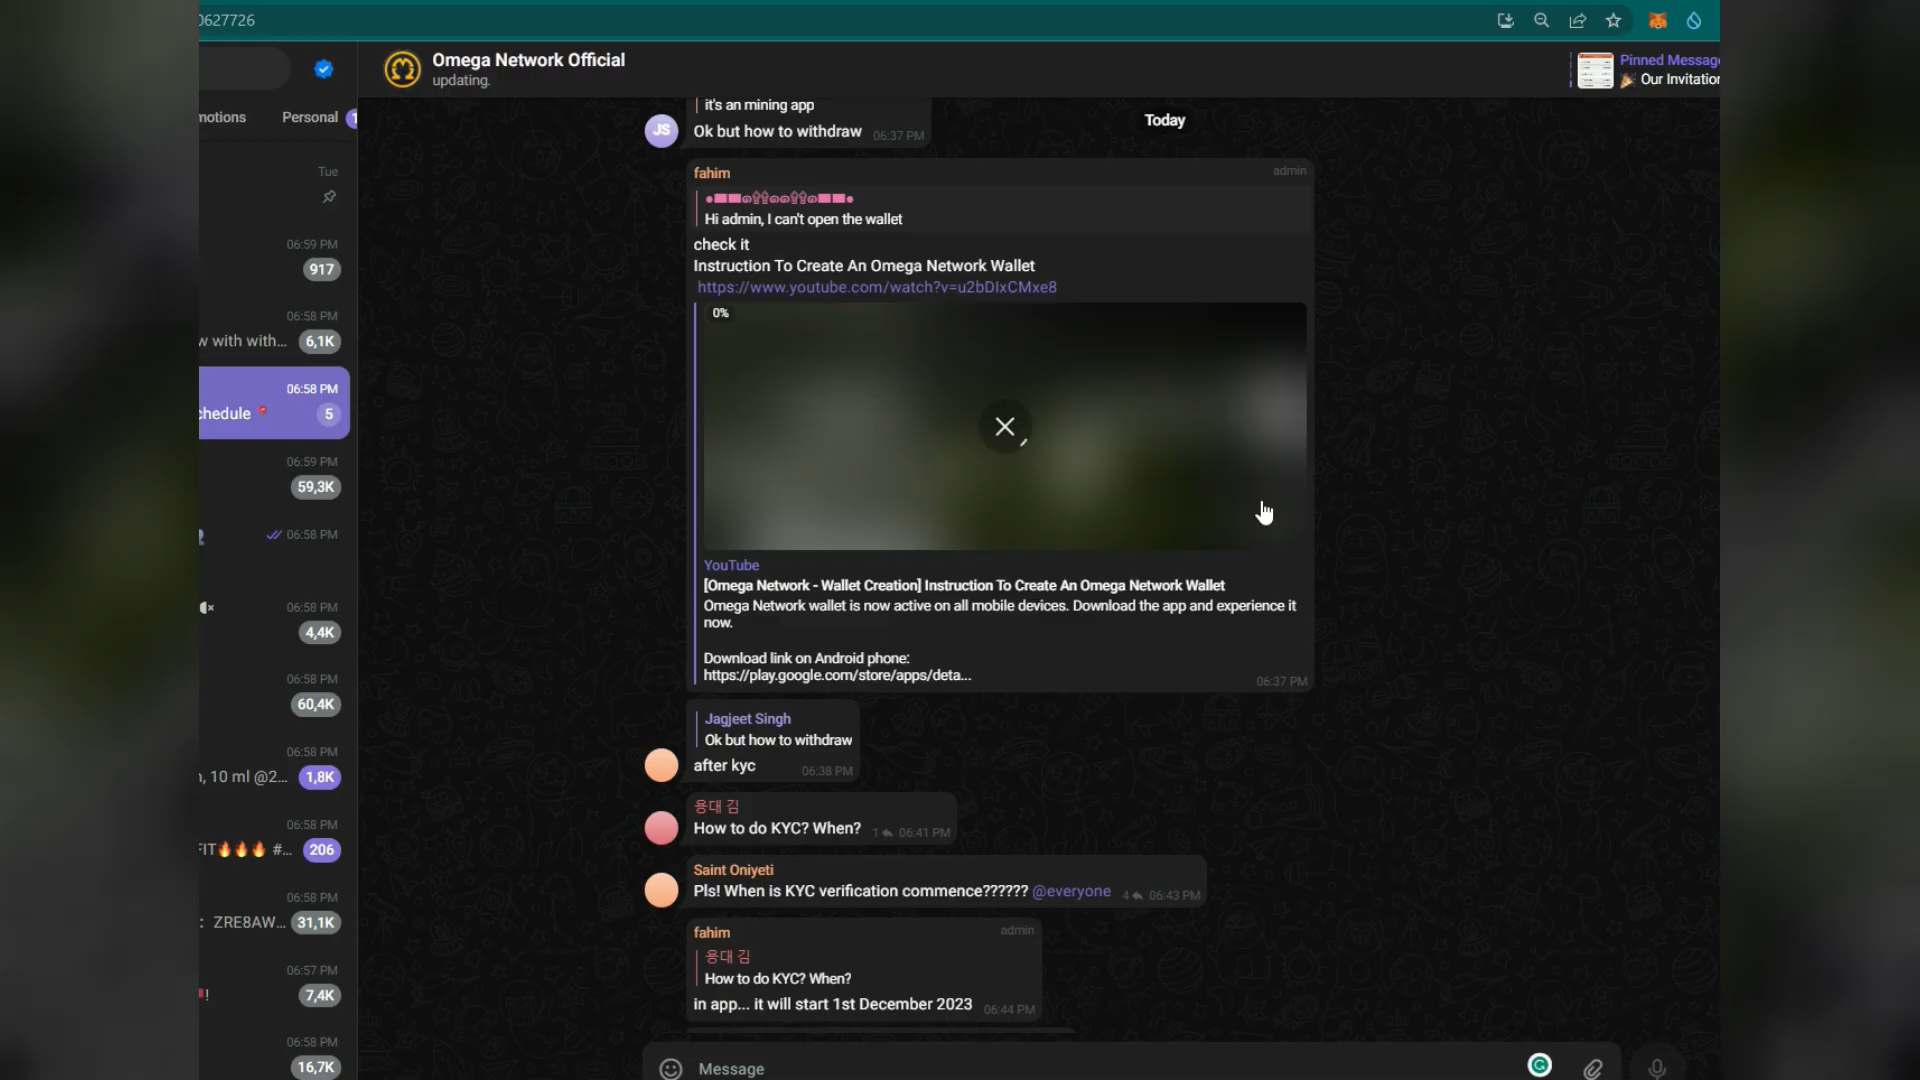 0627726
Omega Network Official
updating.
Pinned Message
🎉 Our Invitation
motions
Personal
1
Tue
06:59 PM
917
06:58 PM
w with with...
6,1K
06:58 PM
chedule 📍
5
06:59 PM
59,3K
06:58 PM
06:58 PM
4,4K
06:58 PM
60,4K
06:58 PM
, 10 ml @2...
1,8K
06:58 PM
FIT🔥🔥🔥 #...
206
06:58 PM
: ZRE8AW...
31,1K
06:57 PM
!
7,4K
06:58 PM
16,7K
Today
it's an mining app
JS
Ok but how to withdraw 06:37 PM
fahim admin
Hi admin, I can't open the wallet
check it
Instruction To Create An Omega Network Wallet
https://www.youtube.com/watch?v=u2bDIxCMxe8
0%
YouTube
[Omega Network - Wallet Creation] Instruction To Create An Omega Network Wallet
Omega Network wallet is now active on all mobile devices. Download the app and experience it
now.
Download link on Android phone:
https://play.google.com/store/apps/deta...
06:37 PM
Jagjeet Singh
Ok but how to withdraw
after kyc 06:38 PM
용대 김
How to do KYC? When? 1 06:41 PM
Saint Oniyeti
Pls! When is KYC verification commence?????? @everyone 4 06:43 PM
fahim admin
용대 김
How to do KYC? When?
in app... it will start 1st December 2023 06:44 PM
Message